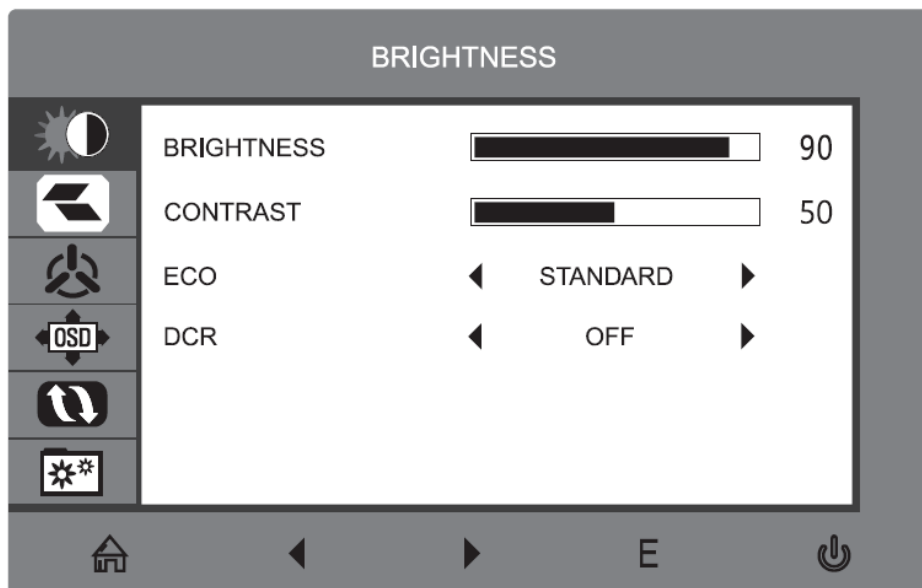 BRIGHTNESS
BRIGHTNESS 90
CONTRAST 50
ECO STANDARD
OSD
DCR OFF
E